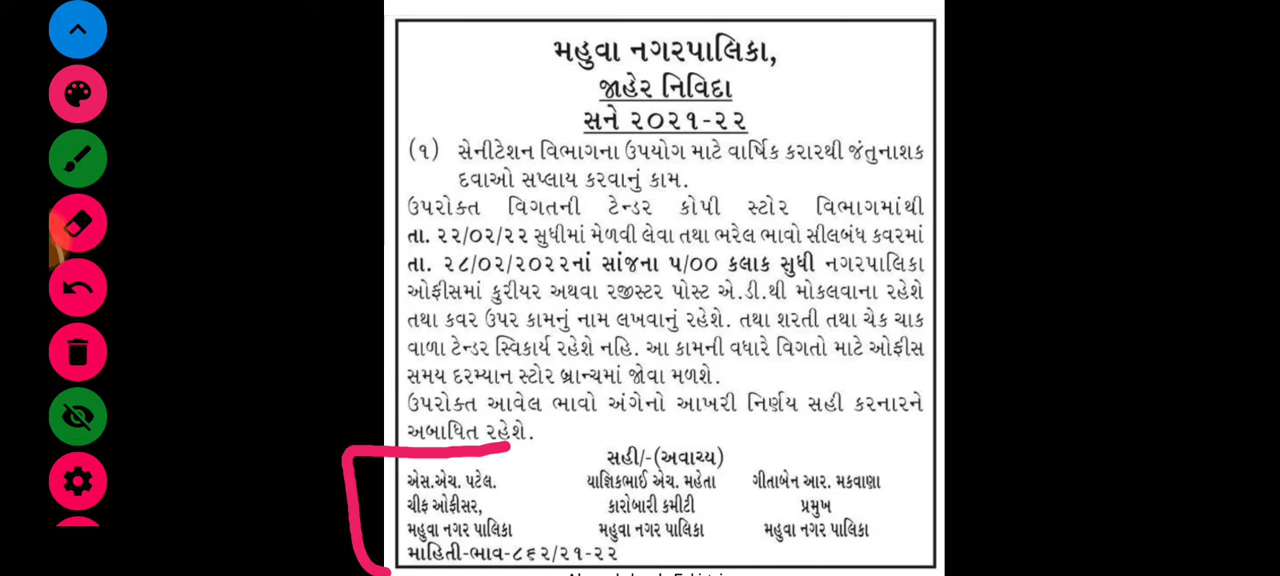 મહુવા નગરપાલિકા,
જાહેર નિવિદા
સને ૨૦૨૧-૨૨
(૧) સેનીટેશન વિભાગના ઉપયોગ માટે વાર્ષિક કરારથી જંતુનાશક
દવાઓ સપ્લાય કરવાનું કામ.
ઉપરોક્ત વિગતની ટેન્ડર કોપી સ્ટોર વિભાગમાંથી
તા. ૨૨/૦૨/૨૨ સુધીમાં મેળવી લેવા તથા ભરેલ ભાવો સીલબંધ કવરમાં
તા. ૨૮/૦૨/૨૦૨૨નાં સાંજના ૫/૦૦ કલાક સુધી નગરપાલિકા
ઓફીસમાં કુરીયર અથવા રજીસ્ટર પોસ્ટ એ.ડી.થી મોકલવાના રહેશે
તથા કવર ઉપર કામનું નામ લખવાનું રહેશે. તથા શરતી તથા ચેક ચાક
વાળા ટેન્ડર સ્વિકાર્ય રહેશે નહિ. આ કામની વધારે વિગતો માટે ઓફીસ
સમય દરમ્યાન સ્ટોર બ્રાન્ચમાં જોવા મળશે.
ઉપરોક્ત આવેલ ભાવો અંગેનો આખરી નિર્ણય સહી કરનારને
અબાધિત રહેશે.
સહી/-(અવાચ્ય)
એસ.એચ. પટેલ. યાજ્ઞિકભાઈ એચ. મહેતા ગીતાબેન આર. મકવાણા
ચીફ ઓફીસર, કારોબારી કમીટી પ્રમુખ
મહુવા નગર પાલિકા મહુવા નગર પાલિકા મહુવા નગર પાલિકા
માહિતી-ભાવ-૮૬૨/૨૧-૨૨